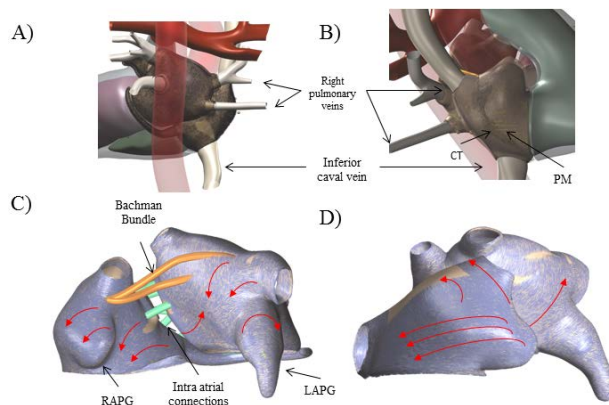 A)
B)
Right
pulmonary
veins
Inferior
caval vein
CT
PM
Bachman
Bundle
C)
D)
RAPG
Intra atrial
connections
LAPG